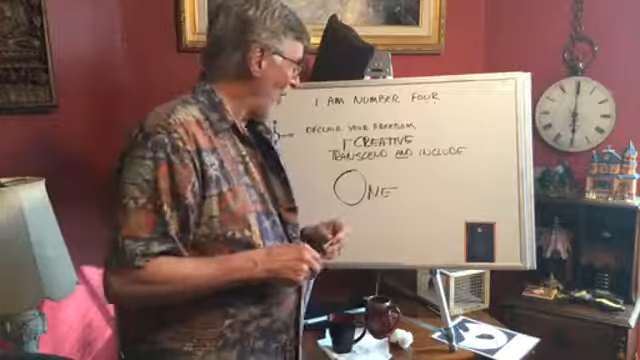 I AM NUMBER FOUR
DECLARE YOUR FREEDOM,
CREATIVE
TRANSCEND AND INCLUDE
ONE